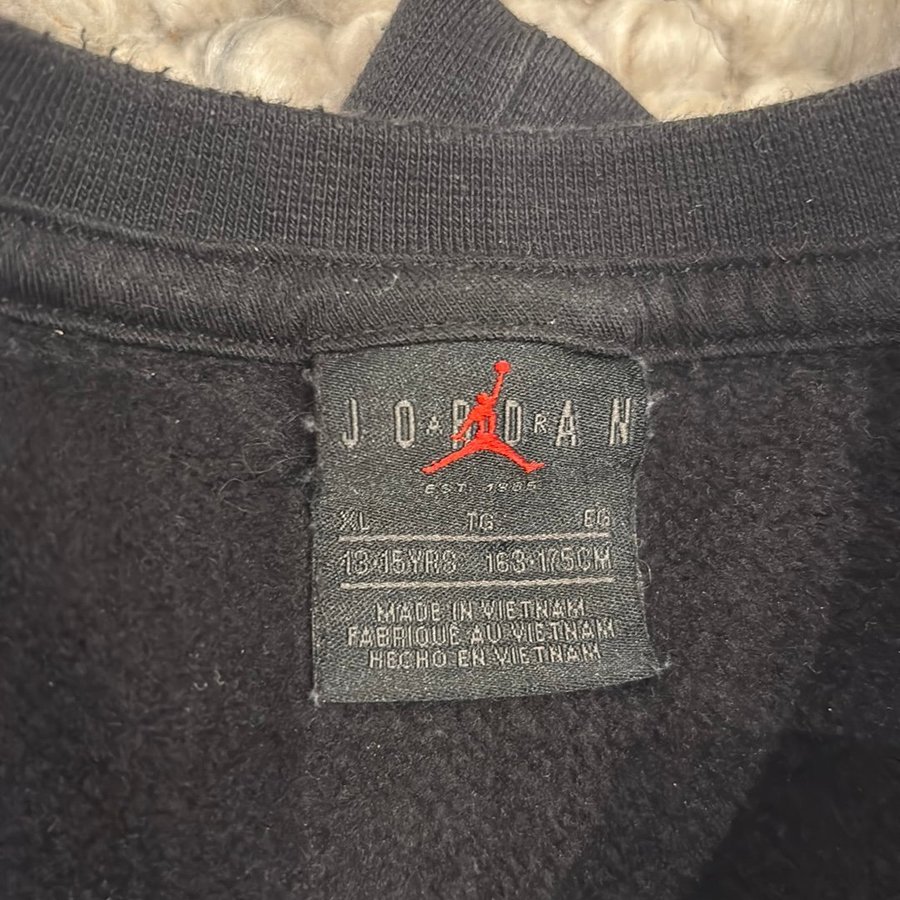 JORDAN
EST. 1985
XL TG EG
13-15YRS 163-175CM
MADE IN VIETNAM
FABRIQUÉ AU VIETNAM
HECHO EN VIETNAM